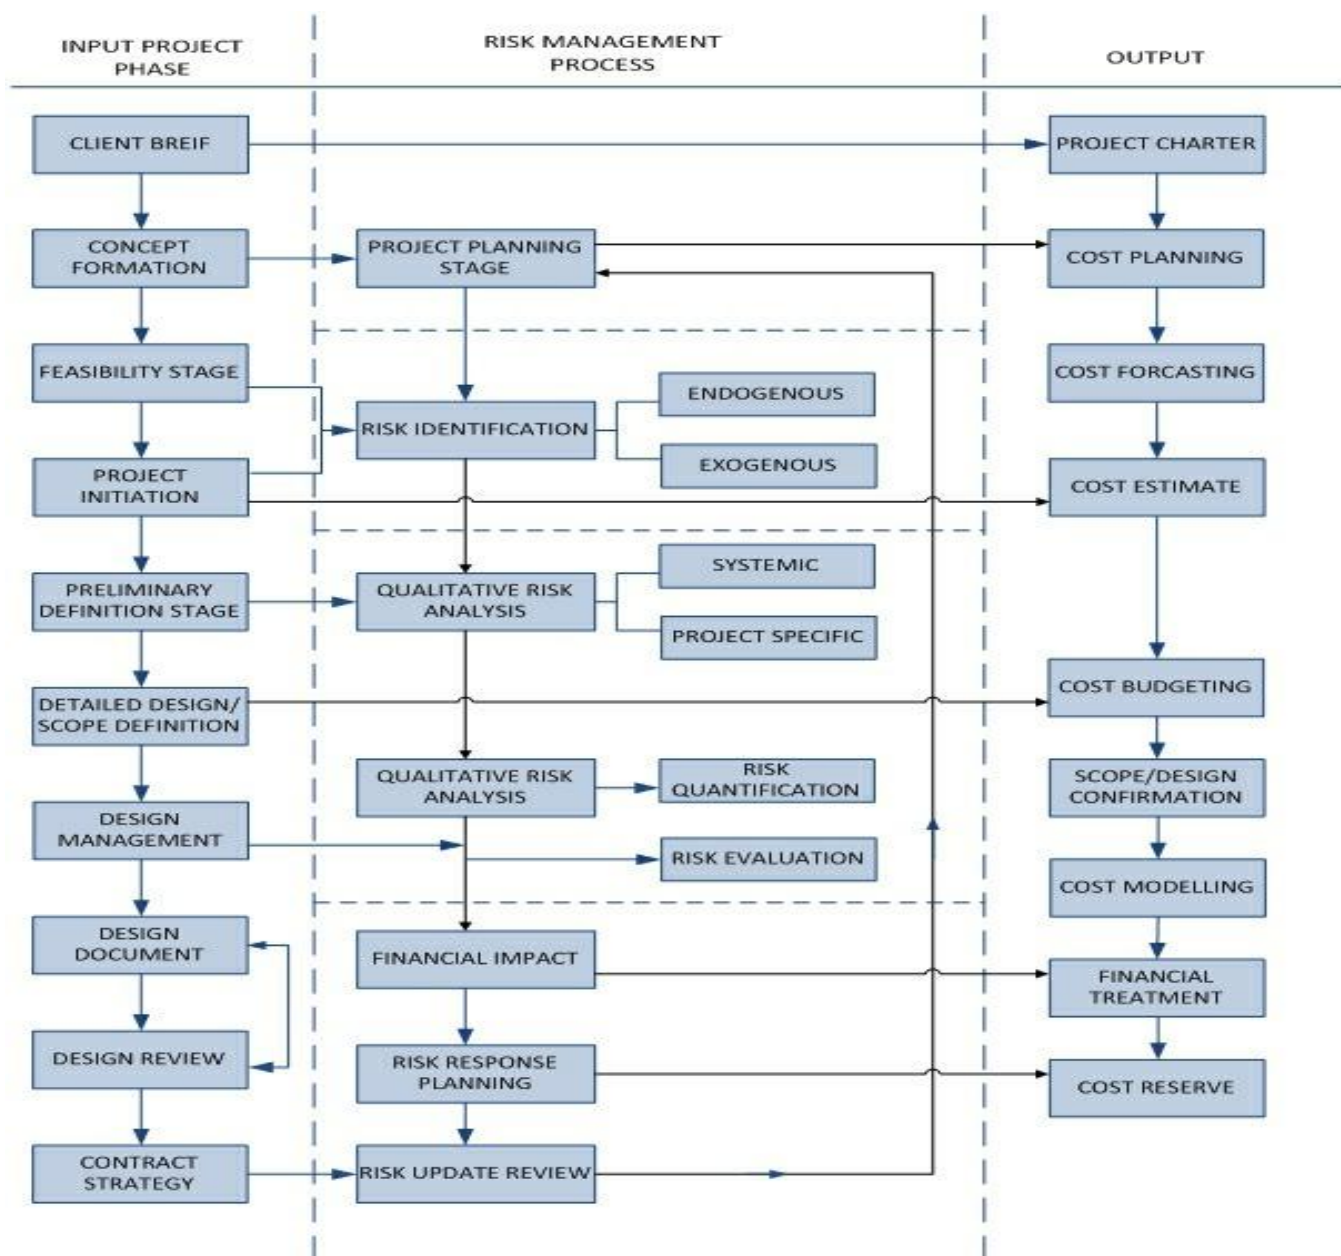 INPUT PROJECT
PHASE
RISK MANAGEMENT
PROCESS
OUTPUT
CLIENT BREIF
PROJECT CHARTER
CONCEPT
FORMATION
PROJECT PLANNING
STAGE
COST PLANNING
FEASIBILITY STAGE
COST FORCASTING
ENDOGENOUS
RISK IDENTIFICATION
EXOGENOUS
PROJECT
INITIATION
COST ESTIMATE
SYSTEMIC
PRELIMINARY
DEFINITION STAGE
QUALITATIVE RISK
ANALYSIS
PROJECT SPECIFIC
DETAILED DESIGN/
SCOPE DEFINITION
COST BUDGETING
QUALITATIVE RISK
ANALYSIS
RISK
QUANTIFICATION
SCOPE/DESIGN
CONFIRMATION
DESIGN
MANAGEMENT
RISK EVALUATION
COST MODELLING
DESIGN
DOCUMENT
FINANCIAL IMPACT
FINANCIAL
TREATMENT
DESIGN REVIEW
RISK RESPONSE
PLANNING
COST RESERVE
CONTRACT
STRATEGY
RISK UPDATE REVIEW